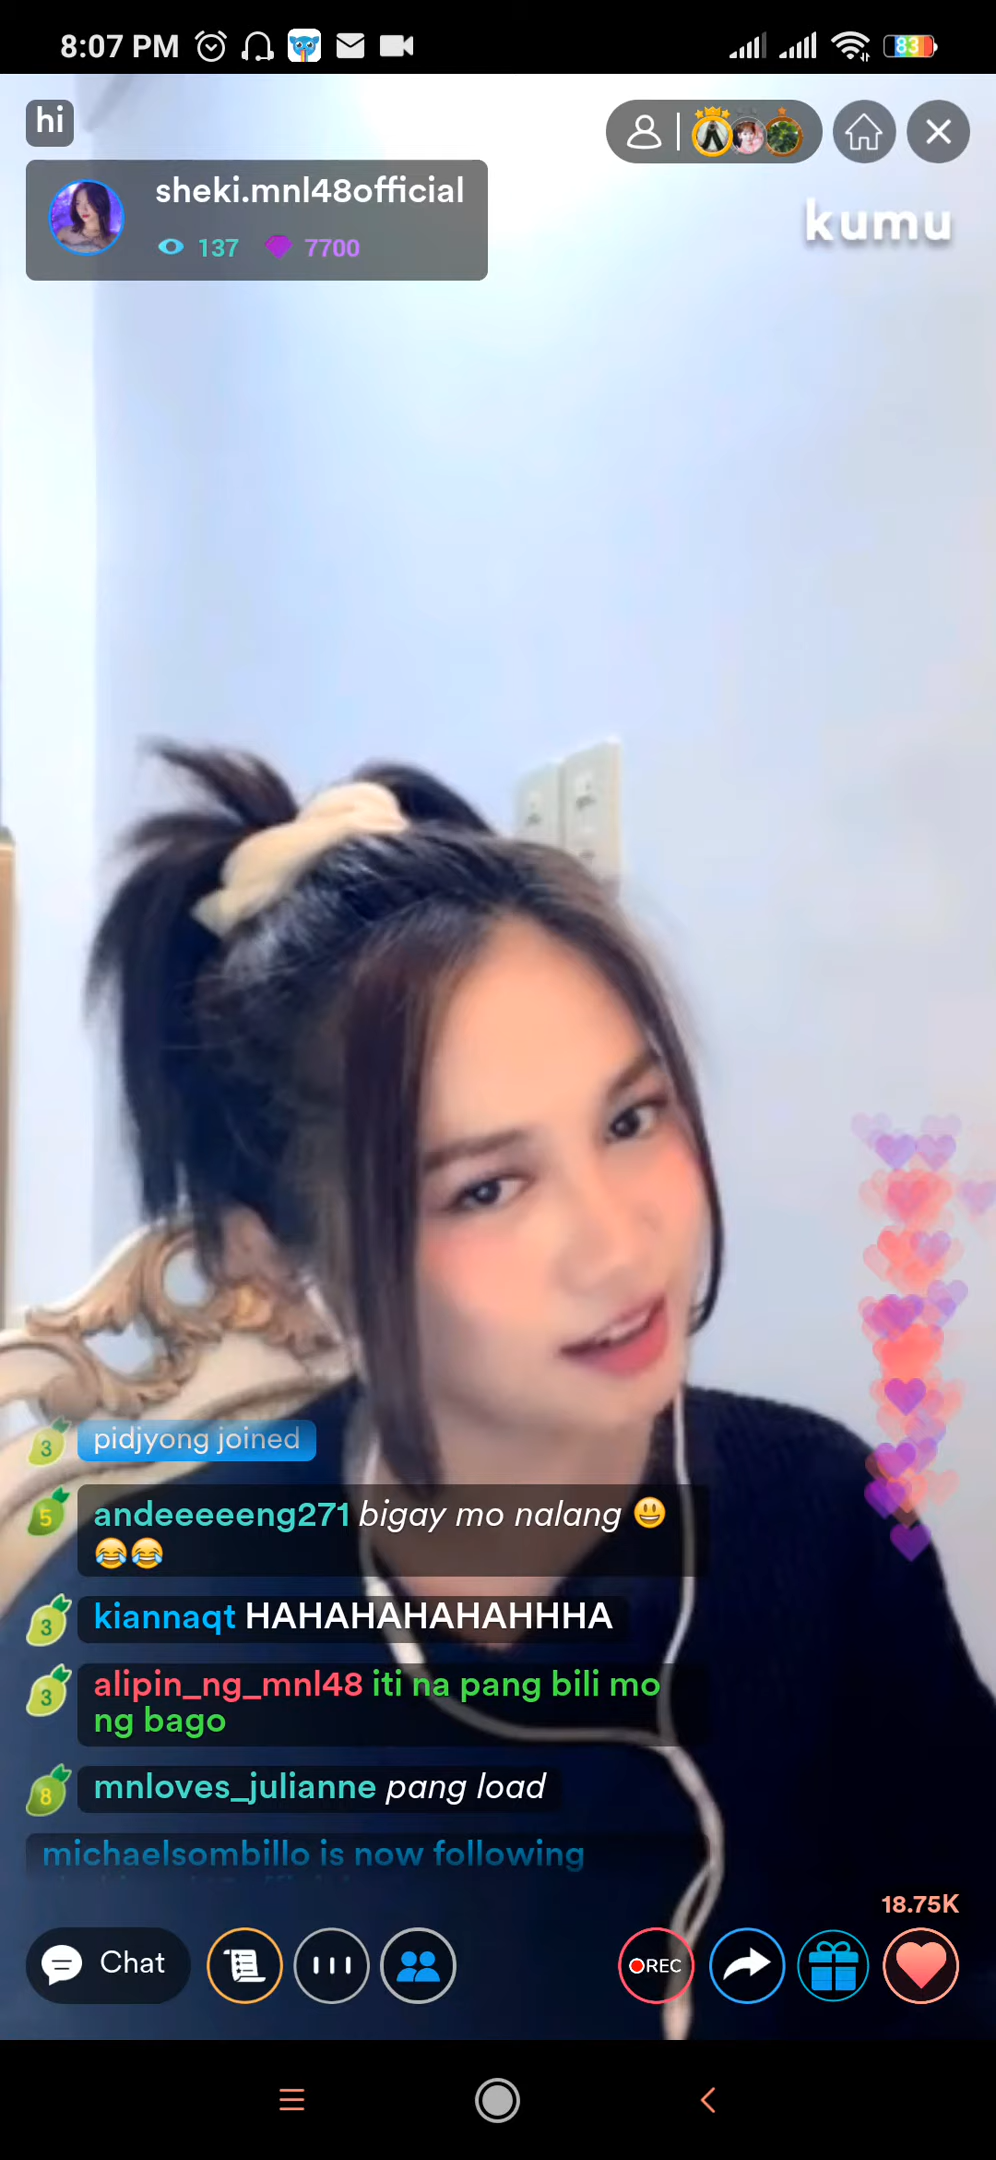 8:07 PM
83
hi
sheki.mnl48official
137 7700
kumu
3 pidjyong joined
5 andeeeeeng271 bigay mo nalang 😃
😂😂
3 kiannaqt HAHAHAHAHAHHHA
3 alipin_ng_mnl48 iti na pang bili mo
ng bago
8 mnloves_julianne pang load
michaelsombillo is now following
18.75K
Chat
REC